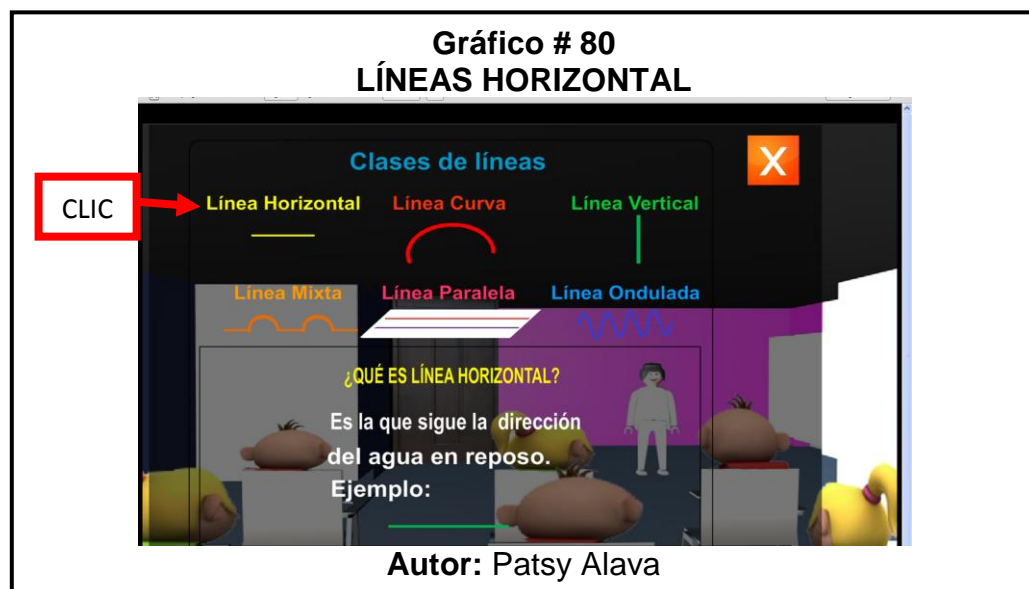 Gráfico # 80
LÍNEAS HORIZONTAL
Clases de líneas
X
CLIC
Línea Horizontal Línea Curva Línea Vertical
Línea Mixta Línea Paralela Línea Ondulada
¿QUÉ ES LÍNEA HORIZONTAL?
Es la que sigue la dirección
del agua en reposo.
Ejemplo:
Autor: Patsy Alava